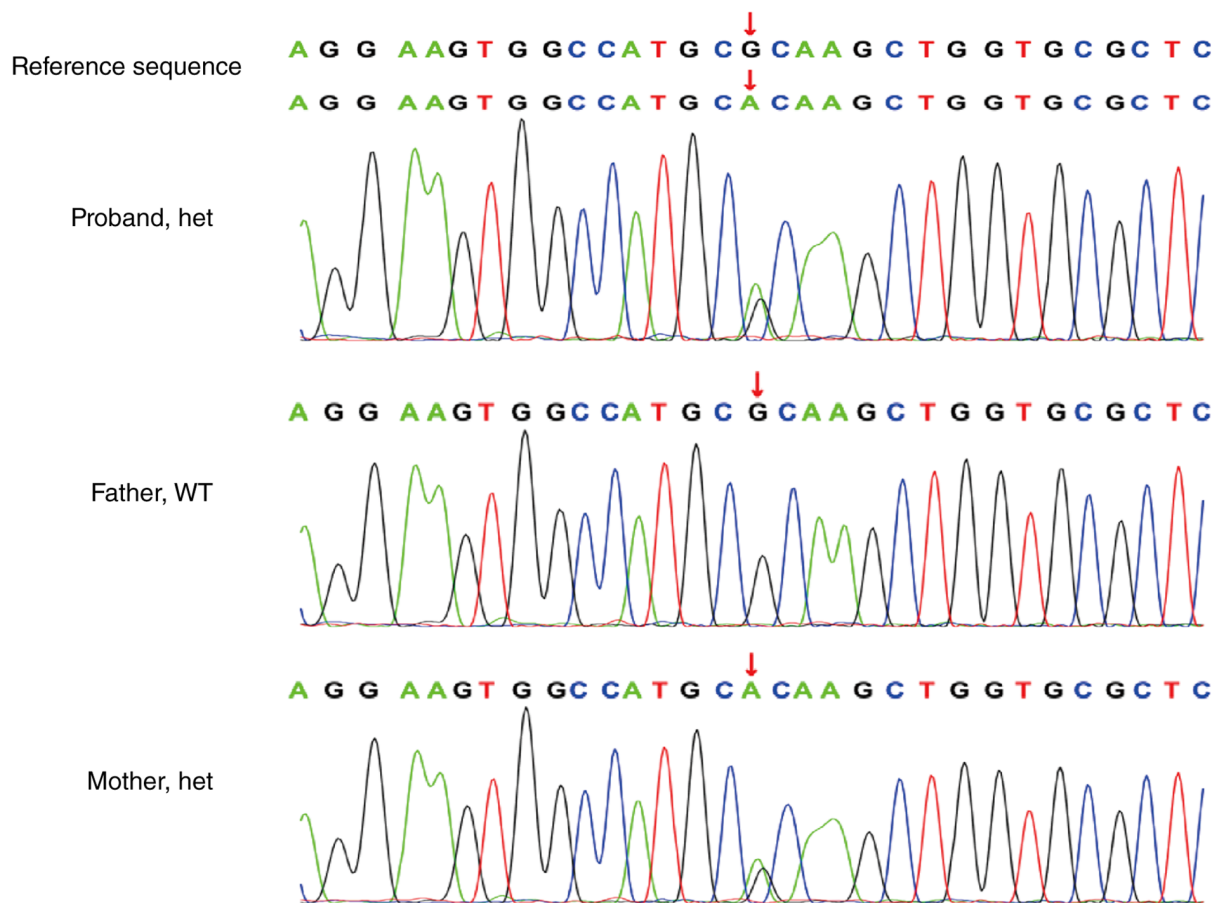 A G G A A G T G G C C A T G C G C A A G C T G G T G C G C T C
Reference sequence
A G G A A G T G G C C A T G C A C A A G C T G G T G C G C T C
Proband, het
A G G A A G T G G C C A T G C G C A A G C T G G T G C G C T C
Father, WT
A G G A A G T G G C C A T G C A C A A G C T G G T G C G C T C
Mother, het